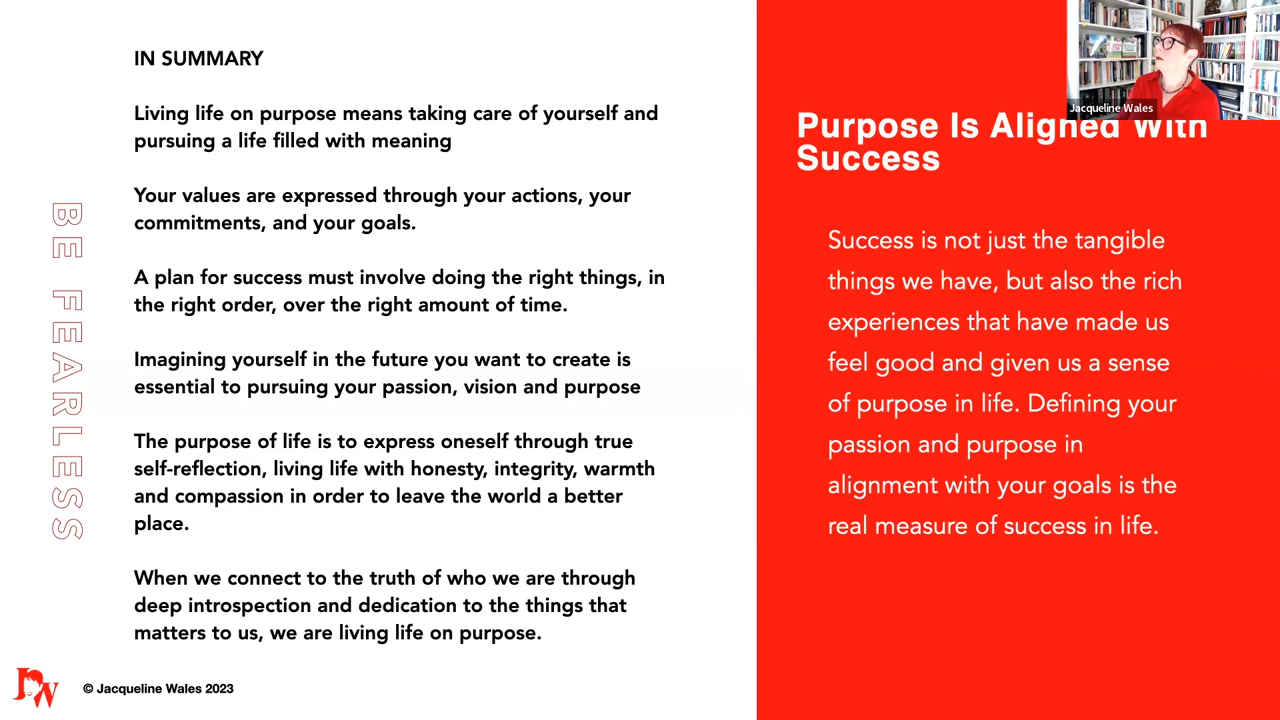 IN SUMMARY
Living life on purpose means taking care of yourself and
pursuing a life filled with meaning
Your values are expressed through your actions, your
commitments, and your goals.
A plan for success must involve doing the right things, in
the right order, over the right amount of time.
Imagining yourself in the future you want to create is
essential to pursuing your passion, vision and purpose
The purpose of life is to express oneself through true
self-reflection, living life with honesty, integrity, warmth
and compassion in order to leave the world a better
place.
When we connect to the truth of who we are through
deep introspection and dedication to the things that
matters to us, we are living life on purpose.
BE FEARLESS
JW
© Jacqueline Wales 2023
Jacqueline Wales
Purpose Is Aligned With
Success
Success is not just the tangible
things we have, but also the rich
experiences that have made us
feel good and given us a sense
of purpose in life. Defining your
passion and purpose in
alignment with your goals is the
real measure of success in life.